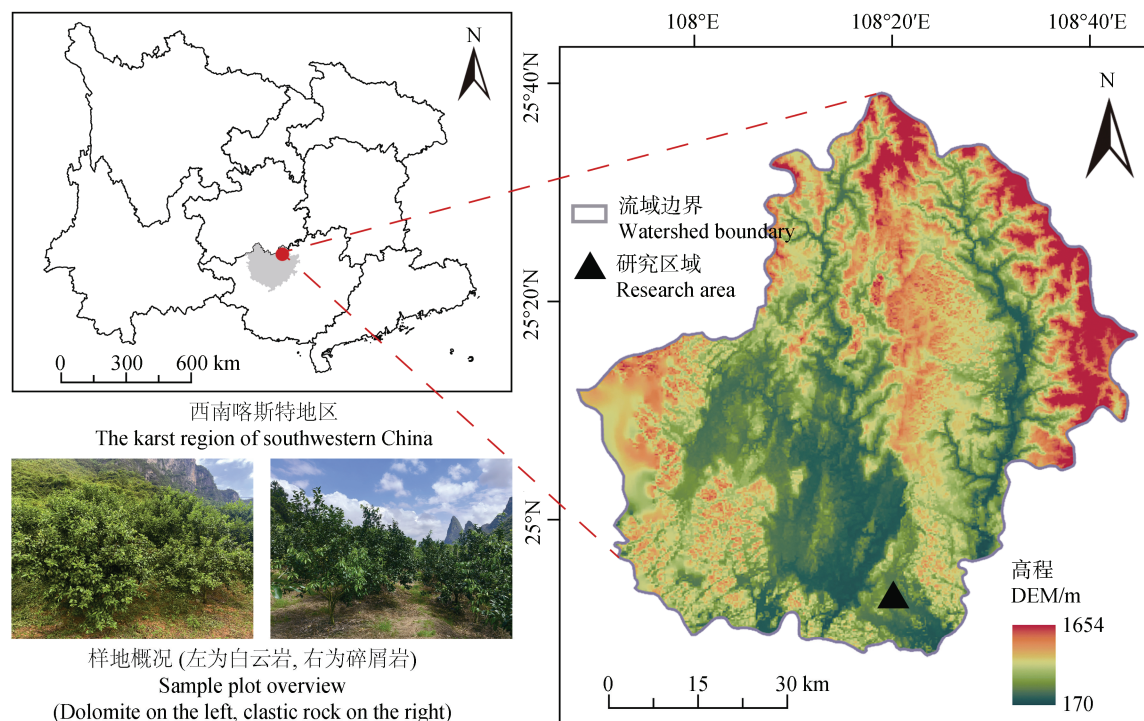 N
0 300 600 km
西南喀斯特地区
The karst region of southwestern China
样地概况 (左为白云岩, 右为碎屑岩)
Sample plot overview
(Dolomite on the left, clastic rock on the right)
108°E 108°20′E 108°40′E
25°40′N
25°20′N
25°N
N
流域边界
Watershed boundary
研究区域
Research area
高程
DEM/m
1654
170
0 15 30 km